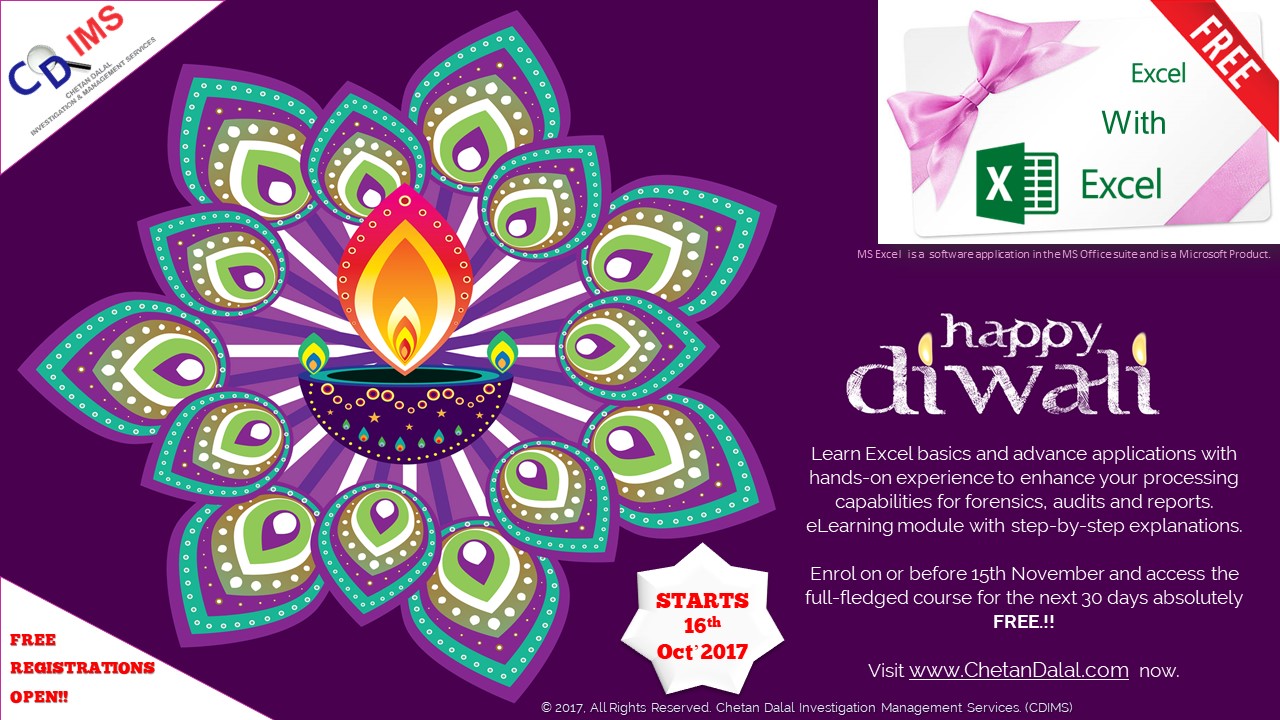 CD IMS
CHETAN DALAL
INVESTIGATION & MANAGEMENT SERVICES
FREE
Excel
With
X Excel
MS Excel is a software application in the MS Office suite and is a Microsoft Product.
happy
diwali
Learn Excel basics and advance applications with
hands-on experience to enhance your processing
capabilities for forensics, audits and reports.
eLearning module with step-by-step explanations.
Enrol on or before 15th November and access the
full-fledged course for the next 30 days absolutely
FREE.!!
Visit www.ChetanDalal.com now.
STARTS
16th
Oct'2017
FREE
REGISTRATIONS
OPEN!!
© 2017, All Rights Reserved. Chetan Dalal Investigation Management Services. (CDIMS)